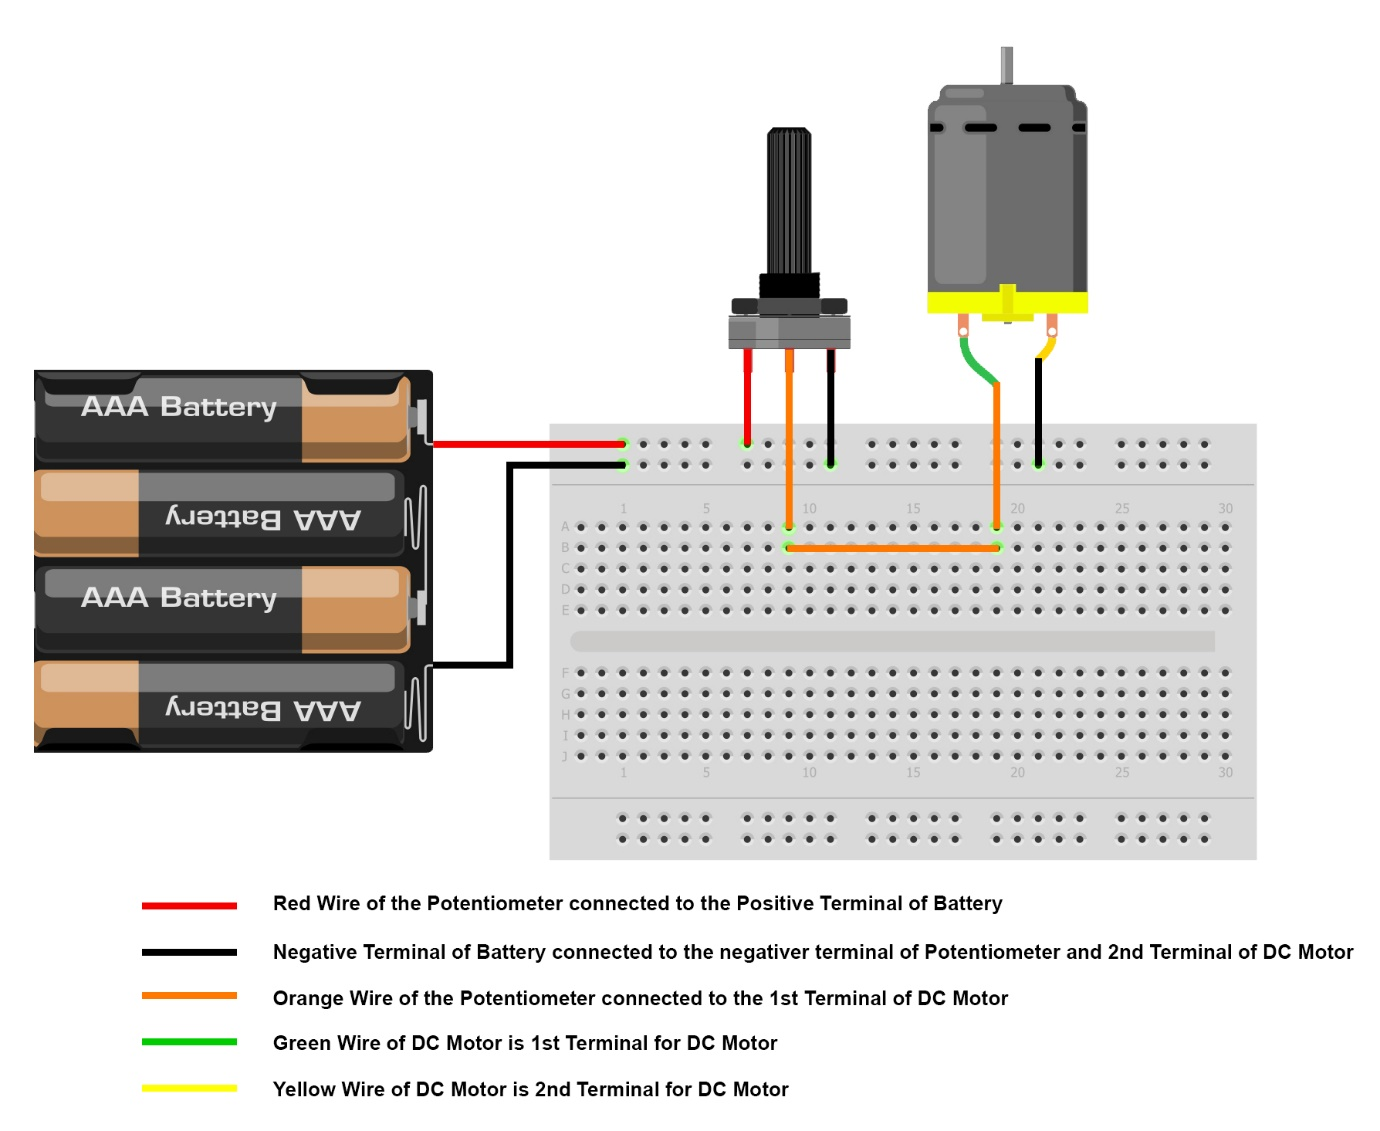 AAA Battery
AAA Battery
AAA Battery
AAA Battery
1 5 10 15 20 25 30
A
B
C
D
E
F
G
H
I
J
1 5 10 15 20 25 30
Red Wire of the Potentiometer connected to the Positive Terminal of Battery
Negative Terminal of Battery connected to the negativer terminal of Potentiometer and 2nd Terminal of DC Motor
Orange Wire of the Potentiometer connected to the 1st Terminal of DC Motor
Green Wire of DC Motor is 1st Terminal for DC Motor
Yellow Wire of DC Motor is 2nd Terminal for DC Motor